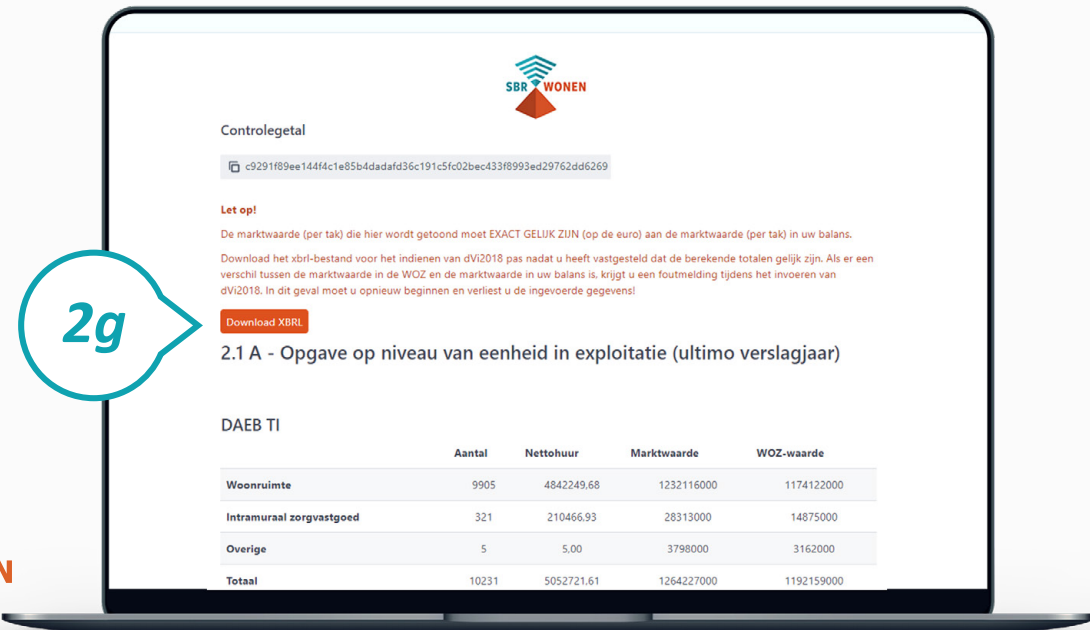 SBR WONEN
Controlegetal
c9291f89ee144f4c1e85b4dadafd36c191c5fc02bec433f8993ed29762dd6269
Let op!
De marktwaarde (per tak) die hier wordt getoond moet EXACT GELIJK ZIJN (op de euro) aan de marktwaarde (per tak) in uw balans.
Download het xbrl-bestand voor het indienen van dVi2018 pas nadat u heeft vastgesteld dat de berekende totalen gelijk zijn. Als er een
verschil tussen de marktwaarde in de WOZ en de marktwaarde in uw balans is, krijgt u een foutmelding tijdens het invoeren van
dVi2018. In dit geval moet u opnieuw beginnen en verliest u de ingevoerde gegevens!
2g
Download XBRL
2.1 A - Opgave op niveau van eenheid in exploitatie (ultimo verslagjaar)
DAEB TI
Aantal Nettohuur Marktwaarde WOZ-waarde
Woonruimte 9905 4842249,68 1232116000 1174122000
Intramuraal zorgvastgoed 321 210466,93 28313000 14875000
Overige 5 5,00 3798000 3162000
Totaal 10231 5052721,61 1264227000 1192159000
N